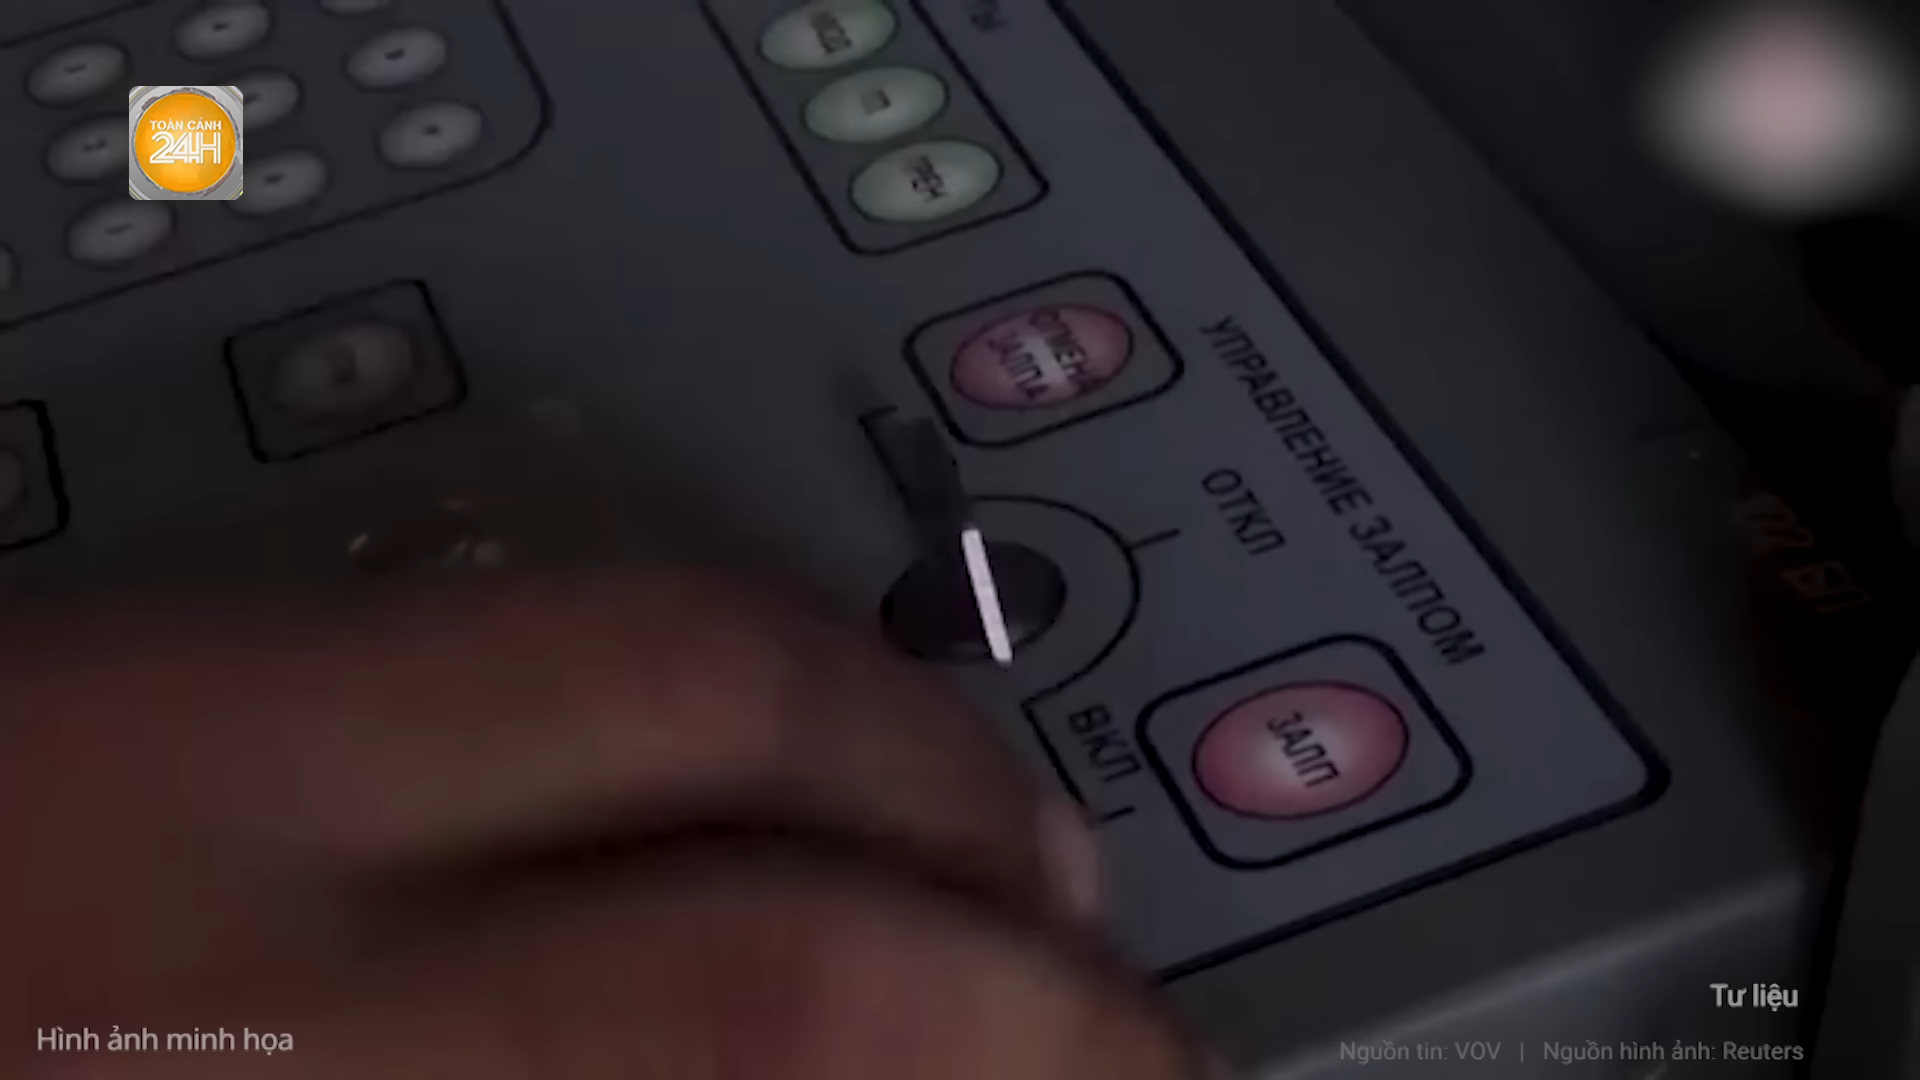 TOÀN CẢNH
24H
ОТМЕНА
ЗАЛПА
УПРАВЛЕНИЕ ЗАЛПОМ
ОТКЛ
ВКЛ
ЗАЛП
Tư liệu
Hình ảnh minh họa
Nguồn tin: VOV | Nguồn hình ảnh: Reuters